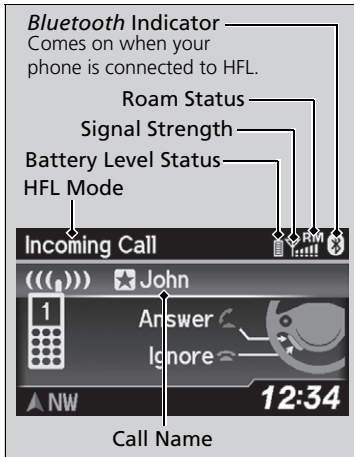 Bluetooth Indicator
Comes on when your
phone is connected to HFL.
Roam Status
Signal Strength
Battery Level Status
HFL Mode
Incoming Call
RM
John
1
Answer
Ignore
NW
12:34
Call Name